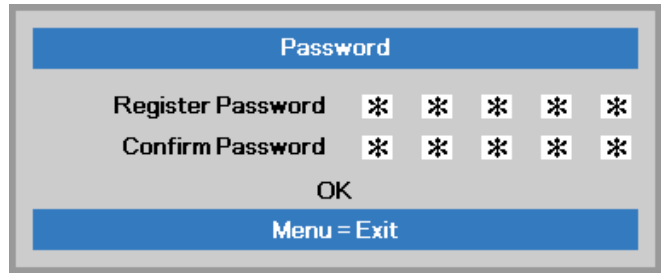 Password
Register Password * * * * *
Confirm Password * * * * *
OK
Menu = Exit